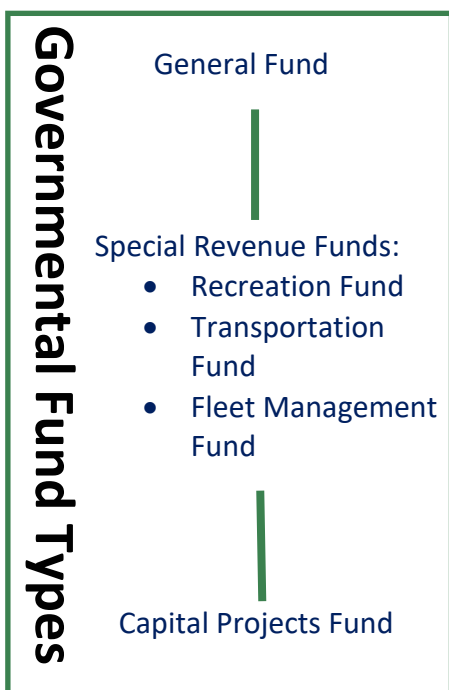 Governmental Fund Types
General Fund
Special Revenue Funds:
• Recreation Fund
• Transportation
Fund
• Fleet Management
Fund
Capital Projects Fund